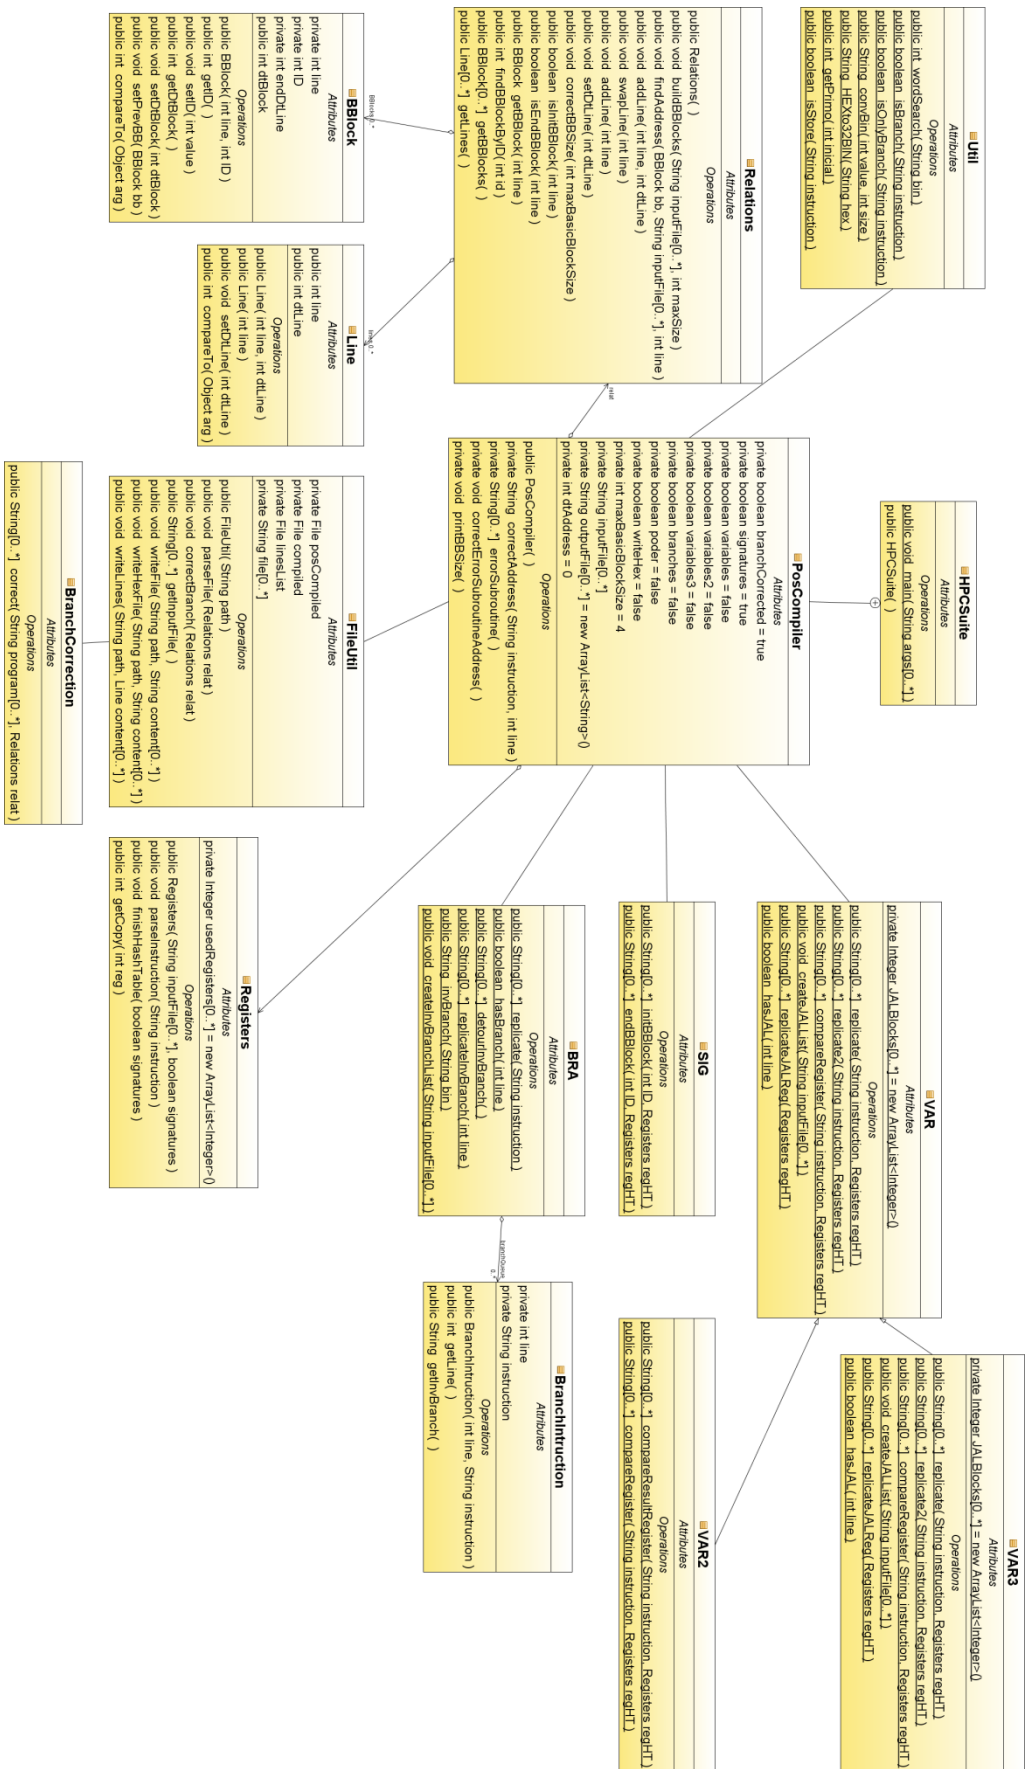 Util
Attributes
Operations
public int wordSearch( String bin )
public boolean isBranch( String instruction )
public boolean isOnlyBranch( String instruction )
public String convBin( int value, int size )
public String HEXto32BIN( String hex )
public int getPrimo( int inicial )
public boolean isStore( String instruction )
HPCSuite
Attributes
Operations
public void main( String args[0..*] )
public HPCSuite( )
VAR3
Attributes
private Integer JALBlocks[0..*] = new ArrayList<Integer>()
Operations
public String[0..*] replicate( String instruction, Registers regHT )
public String[0..*] replicate2( String instruction, Registers regHT )
public String[0..*] compareRegister( String instruction, Registers regHT )
public void createJALList( String inputFile[0..*] )
public String[0..*] replicateJALReg( Registers regHT )
public boolean hasJAL( int line )
VAR
Attributes
private Integer JALBlocks[0..*] = new ArrayList<Integer>()
Operations
public String[0..*] replicate( String instruction, Registers regHT )
public String[0..*] replicate2( String instruction, Registers regHT )
public String[0..*] compareRegister( String instruction, Registers regHT )
public void createJALList( String inputFile[0..*] )
public String[0..*] replicateJALReg( Registers regHT )
public boolean hasJAL( int line )
Relations
Attributes
Operations
public Relations( )
public void buildBBlocks( String inputFile[0..*], int maxSize )
public void findAddress( BBlock bb, String inputFile[0..*], int line )
public void addLine( int line, int dtLine )
private void swapLine( int line )
public void addLine( int line )
public void setDtLine( int dtLine )
public void correctBBSize( int maxBasicBlockSize )
public boolean isInitBBlock( int line )
public boolean isEndBBlock( int line )
public BBlock getBBlock( int line )
public int findBBlockByID( int id )
public BBlock[0..*] getBBlocks( )
public Line[0..*] getLines( )
relat
PosCompiler
Attributes
private boolean branchCorrected = true
private boolean signatures = true
private boolean variables = false
private boolean variables2 = false
private boolean variables3 = false
private boolean branches = false
private boolean poder = false
private boolean writeHex = false
private int maxBasicBlockSize = 4
private String inputFile[0..*]
private String outputFile[0..*] = new ArrayList<String>()
private int dtAddress = 0
Operations
public PosCompiler( )
private String correctAddress( String instruction, int line )
private String[0..*] errorSubroutine( )
private void correctErrorSubroutineAddress( )
private void printBBSize( )
SIG
Attributes
Operations
public String[0..*] initBBlock( int ID, Registers regHT )
public String[0..*] endBBlock( int ID, Registers regHT )
VAR2
Attributes
Operations
public String[0..*] compareResultRegister( String instruction, Registers regHT )
public String[0..*] compareRegister( String instruction, Registers regHT )
BRA
Attributes
Operations
public String[0..*] replicate( String instruction )
public boolean hasBranch( int line )
public String[0..*] detourInvBranch( )
public String[0..*] replicateInvBranch( int line )
public String invBranch( String bin )
public void createInvBranchList( String inputFile[0..*] )
branchQueue
0..*
BranchIntruction
Attributes
private int line
private String instruction
Operations
public BranchIntruction( int line, String instruction )
public int getLine( )
public String getInvBranch( )
BBlocks 0..*
BBlock
Attributes
private int line
private int ID
private int endDtLine
public int dtBlock
Operations
public BBlock( int line, int ID )
public int getID( )
public void setID( int value )
public int getDtBlock( )
public void setDtBlock( int dtBlock )
public void setPrevBB( BBlock bb )
public int compareTo( Object arg )
lines 0..*
Line
Attributes
public int line
public int dtLine
Operations
public Line( int line, int dtLine )
public Line( int line )
public void setDtLine( int dtLine )
public int compareTo( Object arg )
FileUtil
Attributes
private File posCompiled
private File compiled
private File linesList
private String file[0..*]
Operations
public FileUtil( String path )
private void parseFile( Relations relat )
public void correctBranch( Relations relat )
public String[0..*] getInputFile( )
public void writeFile( String path, String content[0..*] )
public void writeHexFile( String path, String content[0..*] )
public void writeLines( String path, Line content[0..*] )
Registers
Attributes
private Integer usedRegisters[0..*] = new ArrayList<Integer>()
Operations
public Registers( String inputFile[0..*], boolean signatures )
public void parseInstruction( String instruction )
public void finishHashTable( boolean signatures )
public int getCopy( int reg )
BranchCorrection
Attributes
Operations
public String[0..*] correct( String program[0..*], Relations relat )